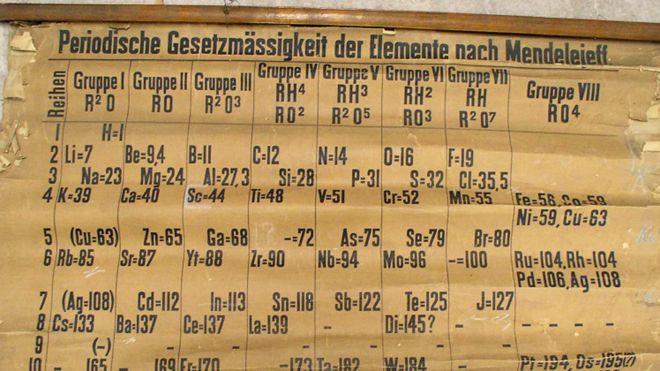 Periodische Gesetzmässigkeit der Elemente nach Mendelejeff.
Reihen Gruppe I Gruppe II Gruppe III Gruppe IV Gruppe V Gruppe VI Gruppe VII Gruppe VIII
R²O RO R²O³ RH⁴ RO² RH³ R²O⁵ RH² RO³ RH R²O⁷ RO⁴
1 H=1
2 Li=7 Be=9,4 B=11 C=12 N=14 O=16 F=19
3 Na=23 Mg=24 Al=27,3 Si=28 P=31 S=32 Cl=35,5
4 K=39 Ca=40 Sc=44 Ti=48 V=51 Cr=52 Mn=55 Fe=56, Co=59
Ni=59, Cu=63
5 (Cu=63) Zn=65 Ga=68 -=72 As=75 Se=79 Br=80
6 Rb=85 Sr=87 Yt=88 Zr=90 Nb=94 Mo=96 -=100 Ru=104, Rh=104
Pd=106, Ag=108
7 (Ag=108) Cd=112 In=113 Sn=118 Sb=122 Te=125 J=127
8 Cs=133 Ba=137 Ce=137 La=139 - Di=145? - - - - -
9 (-) - - - - - -
10 - 165 - 169 Er=170 -173 Ta=182 W=184 - Pt=194, Os=195(?)